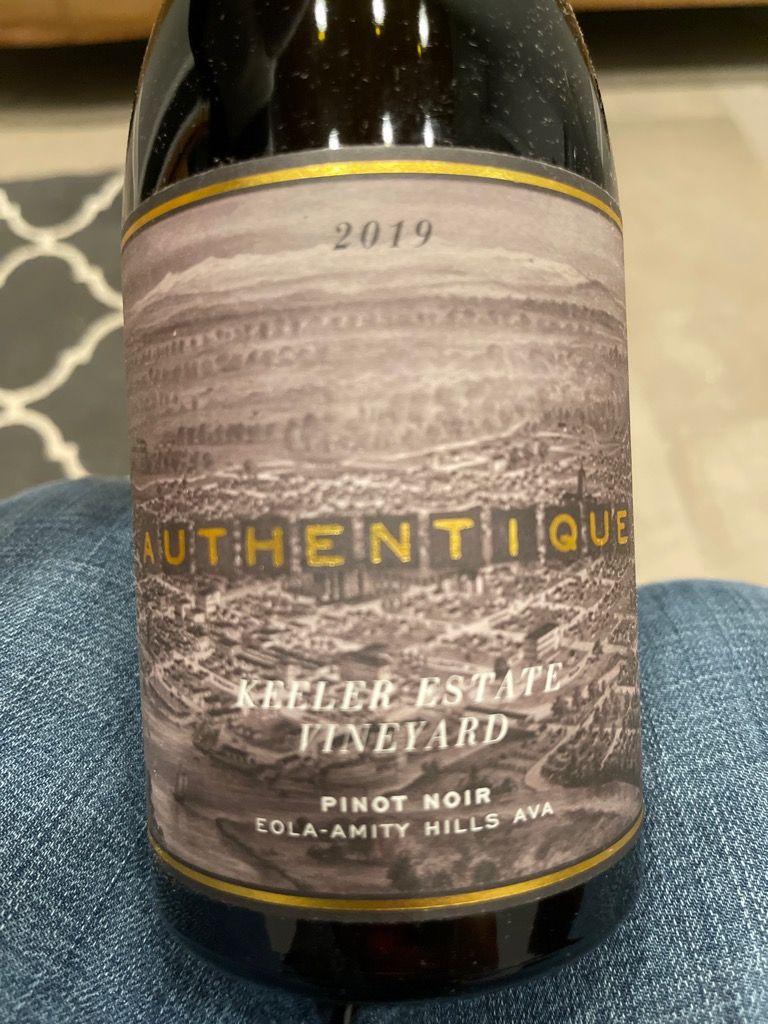 2019
AUTHENTIQUE
KEELER ESTATE
VINEYARD
PINOT NOIR
EOLA-AMITY HILLS AVA